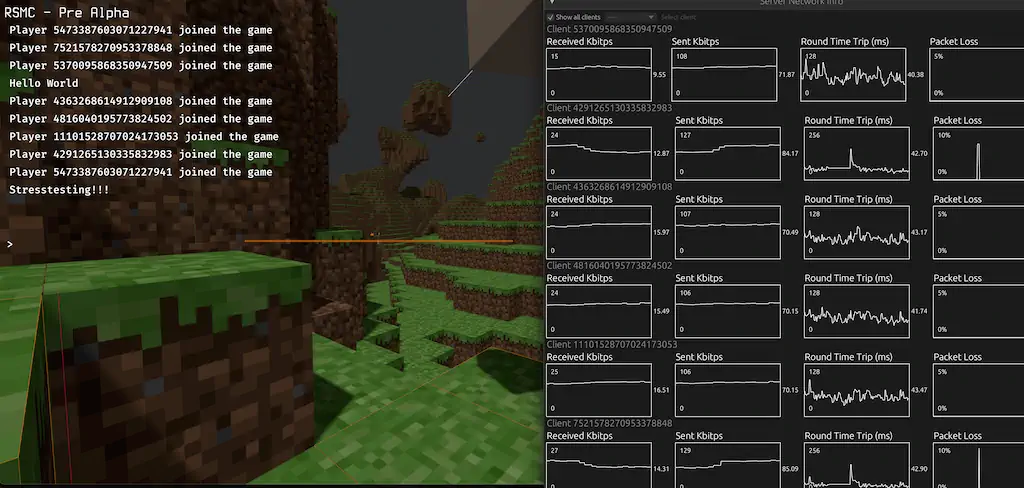 RSMC - Pre Alpha
Player 5473387603071227941 joined the game
Player 7521578270953378848 joined the game
Player 5370095868350947509 joined the game
Hello World
Player 4363268614912909108 joined the game
Player 4816040195773824502 joined the game
Player 11101528707024173053 joined the game
Player 4291265130335832983 joined the game
Player 5473387603071227941 joined the game
Stresstesting!!!
>
Server Network Info
Show all clients Select client
Client 5370095868350947509
Received Kbitps Sent Kbitps Round Time Trip (ms) Packet Loss
15 108 128 5%
9.55 71.87 40.38
0 0 0 0%
Client 4291265130335832983
Received Kbitps Sent Kbitps Round Time Trip (ms) Packet Loss
24 127 256 10%
12.87 84.17 42.70
0 0 0 0%
Client 4363268614912909108
Received Kbitps Sent Kbitps Round Time Trip (ms) Packet Loss
24 107 128 5%
15.97 70.49 43.17
0 0 0 0%
Client 4816040195773824502
Received Kbitps Sent Kbitps Round Time Trip (ms) Packet Loss
24 106 128 5%
15.49 70.15 41.74
0 0 0 0%
Client 11101528707024173053
Received Kbitps Sent Kbitps Round Time Trip (ms) Packet Loss
25 106 128 5%
16.51 70.15 43.47
0 0 0 0%
Client 7521578270953378848
Received Kbitps Sent Kbitps Round Time Trip (ms) Packet Loss
27 129 256 10%
14.31 85.09 42.90
0 0 0 0%